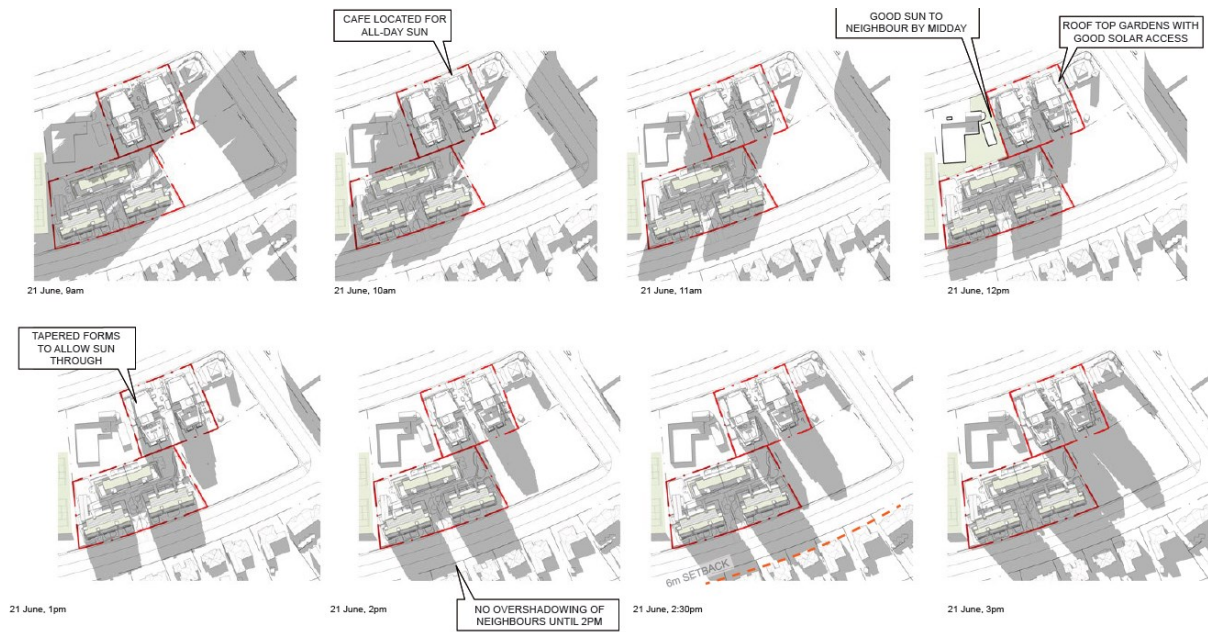 CAFE LOCATED FOR
ALL-DAY SUN
GOOD SUN TO
NEIGHBOUR BY MIDDAY
ROOF TOP GARDENS WITH
GOOD SOLAR ACCESS
21 June, 9am
21 June, 10am
21 June, 11am
21 June, 12pm
TAPERED FORMS
TO ALLOW SUN
THROUGH
6m SETBACK
21 June, 1pm
21 June, 2pm
NO OVERSHADOWING OF
NEIGHBOURS UNTIL 2PM
21 June, 2:30pm
21 June, 3pm